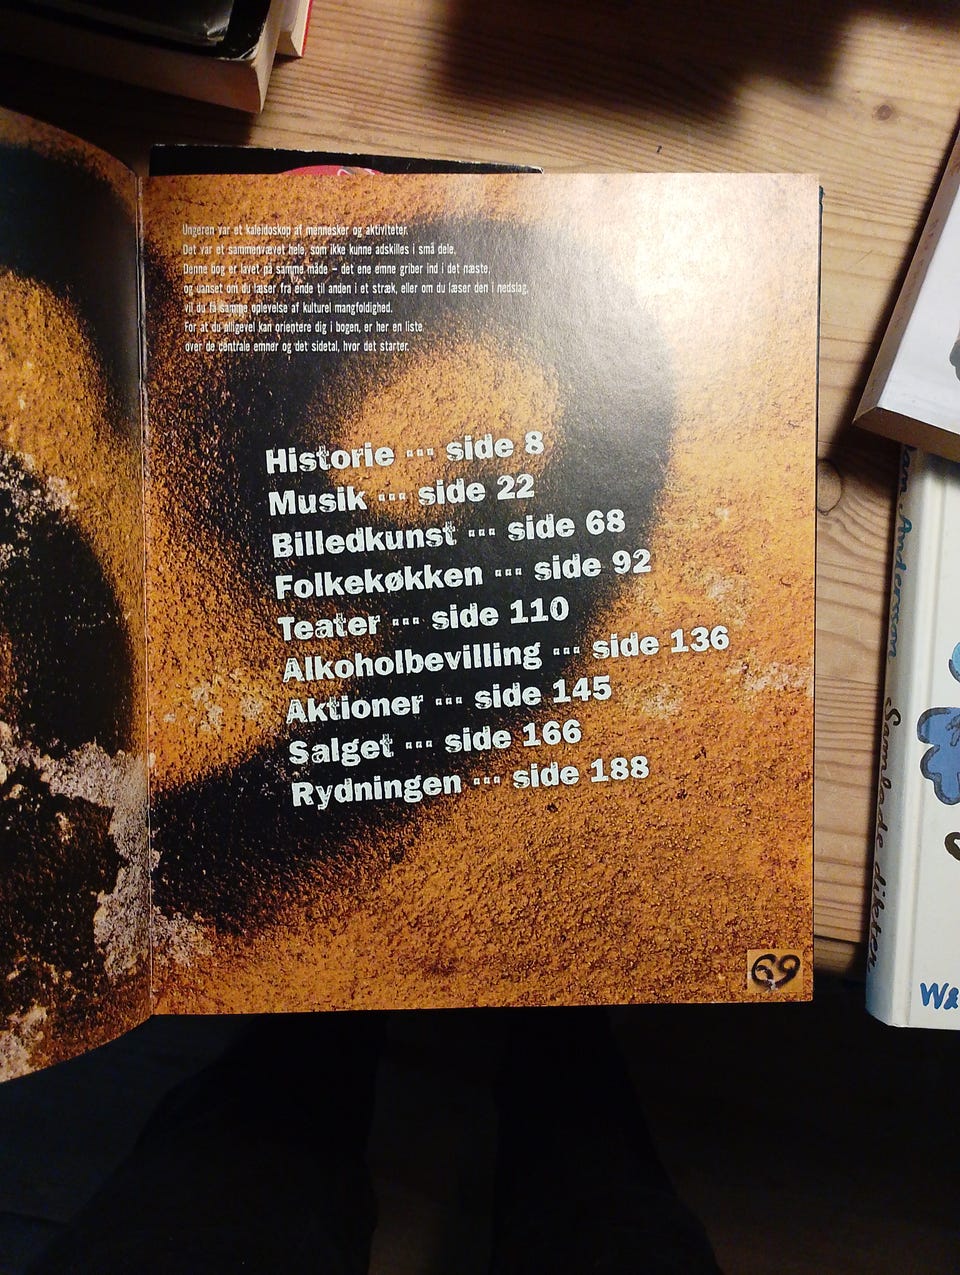 Ungeren var et kaleidoskop af mennesker og aktiviteter.
Det var et sammenvævet hele, som ikke kunne adskilles i små dele.
Denne bog er lavet på samme måde – det ene emne griber ind i det næste,
og uanset om du læser fra ende til anden i et stræk, eller om du læser den i nedslag,
vil du få samme oplevelse af kulturel mangfoldighed.
For at du alligevel kan orientere dig i bogen, er her en liste
over de centrale emner og det sidetal, hvor det starter.
Historie ... side 8
Musik ... side 22
Billedkunst ... side 68
Folkekøkken ... side 92
Teater ... side 110
Alkoholbevilling ... side 136
Aktioner ... side 145
Salget ... side 166
Rydningen ... side 188
69
Andersson Samlade dikter
W&